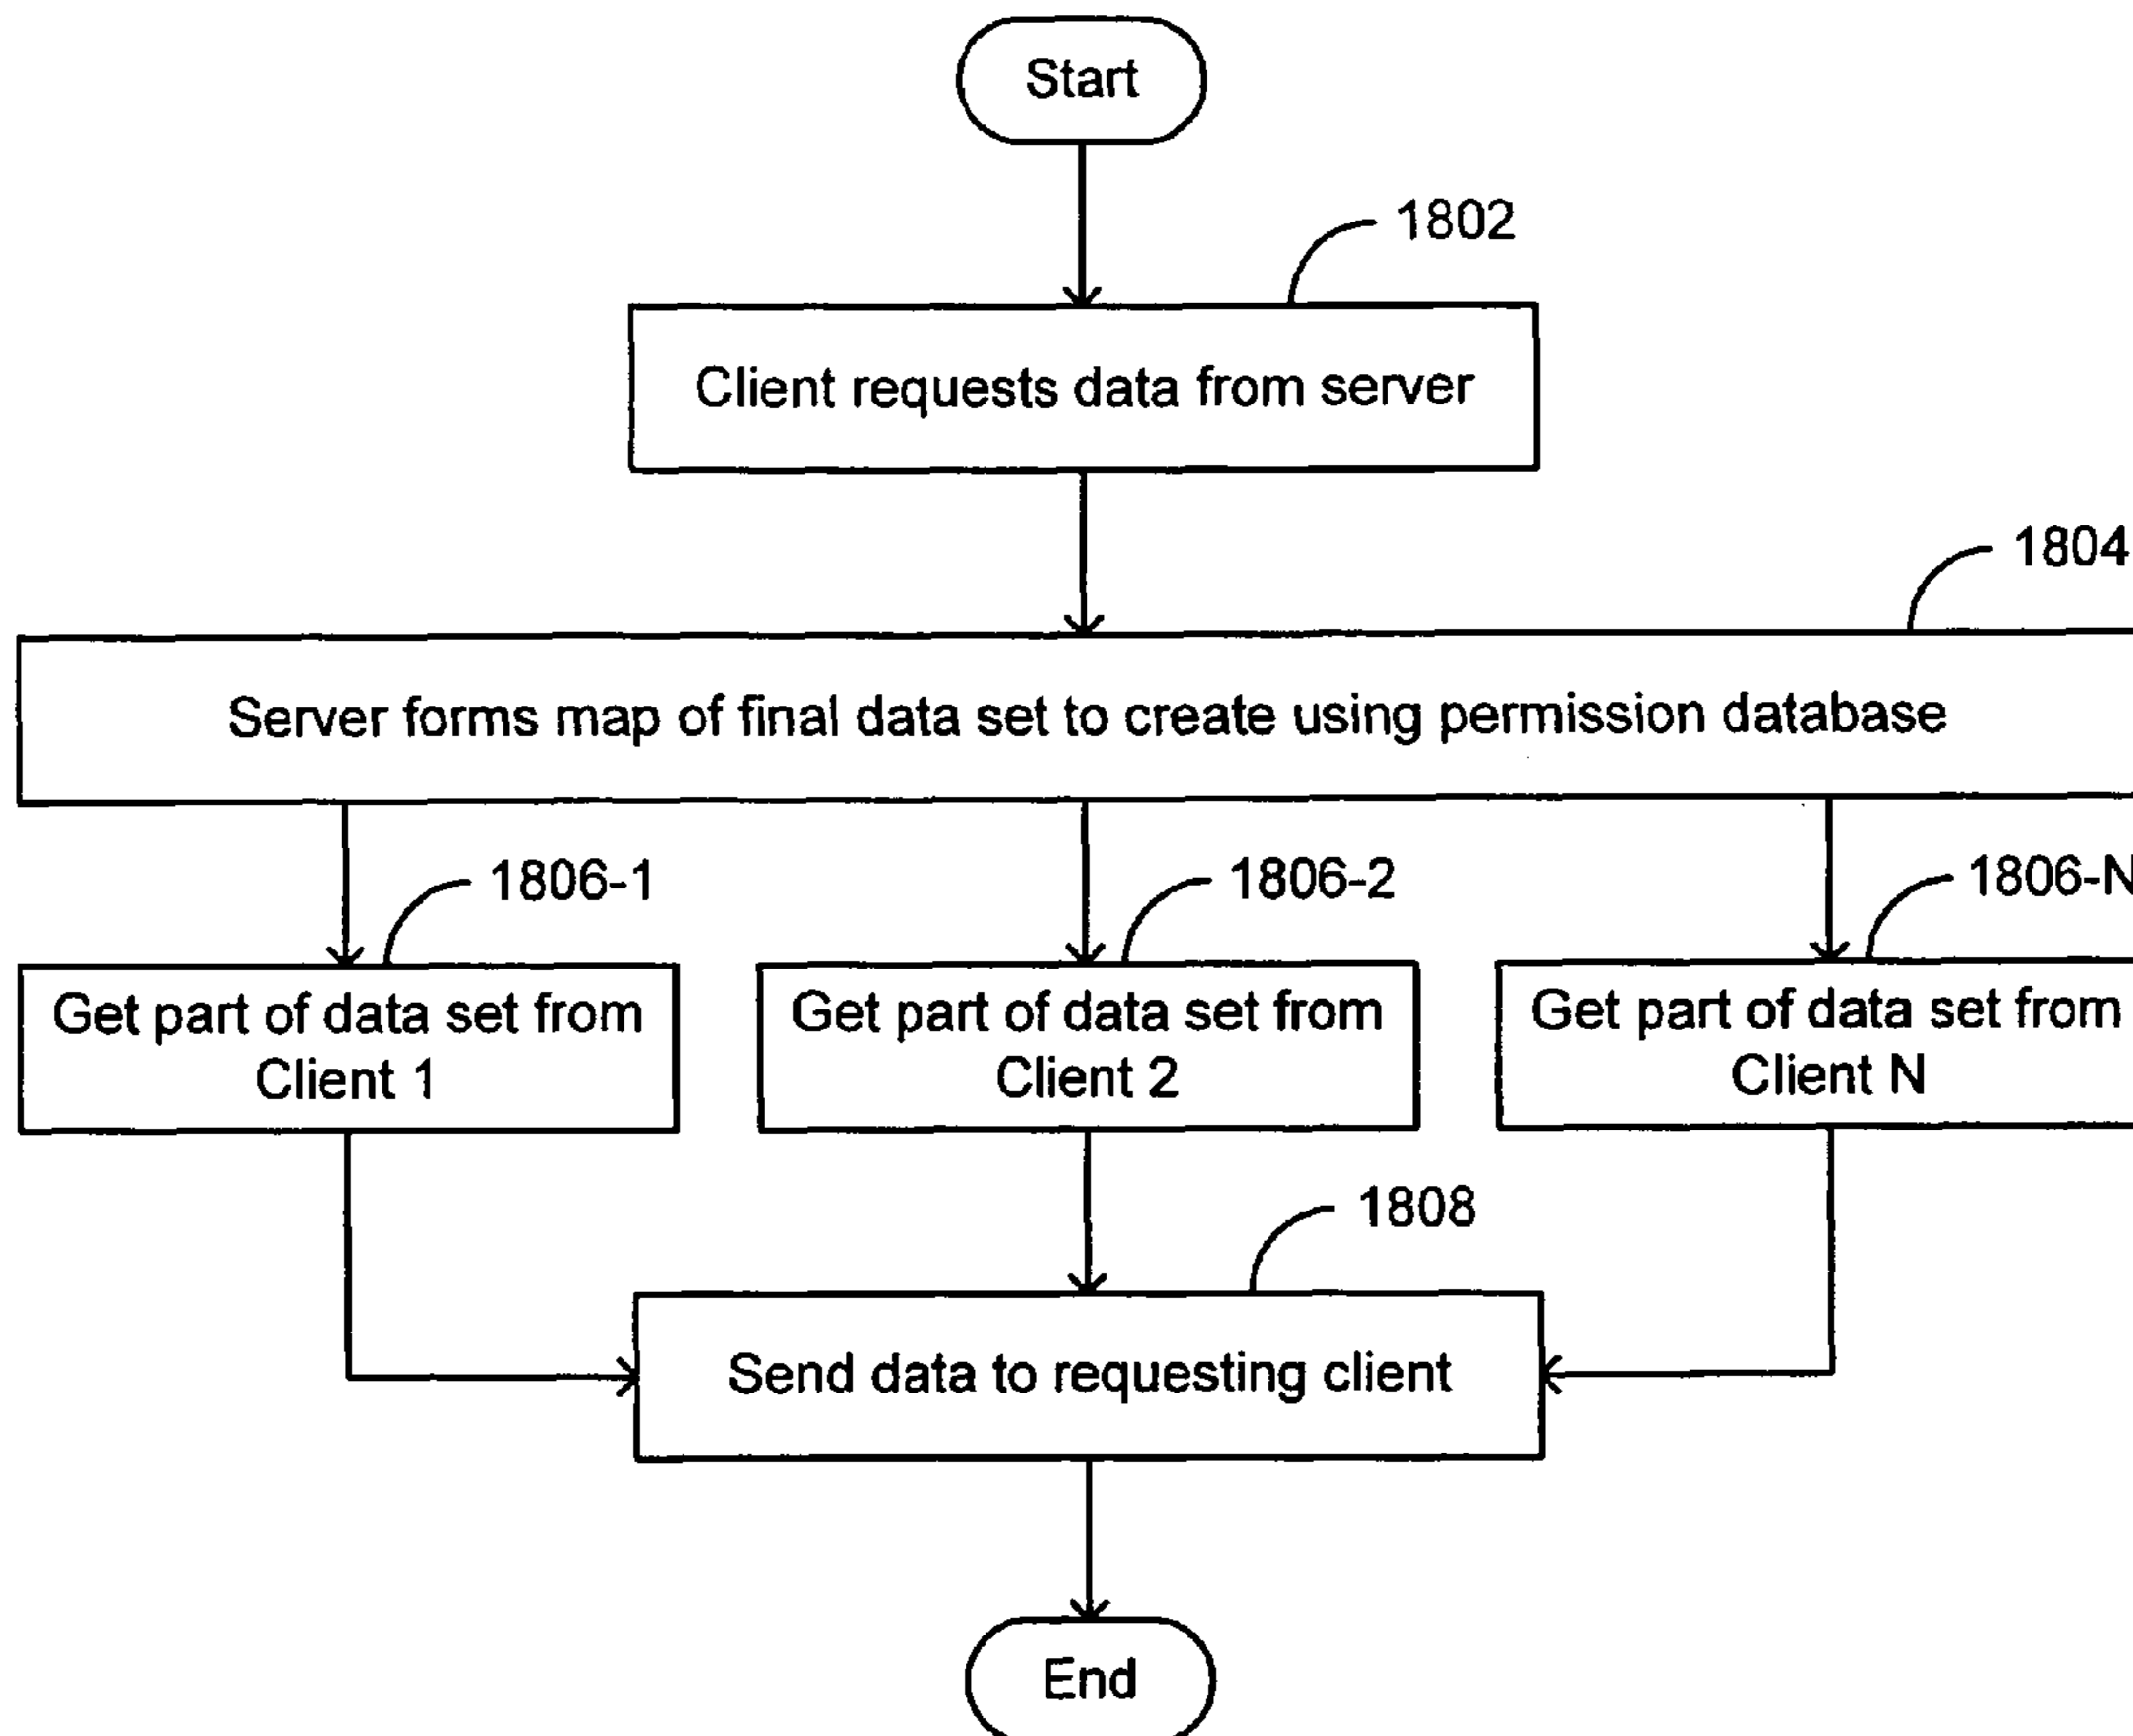 Start
1802
Client requests data from server
1804
Server forms map of final data set to create using permission database
1806-1
1806-2
1806-N
Get part of data set from
Client 1
Get part of data set from
Client 2
Get part of data set from
Client N
1808
Send data to requesting client
End